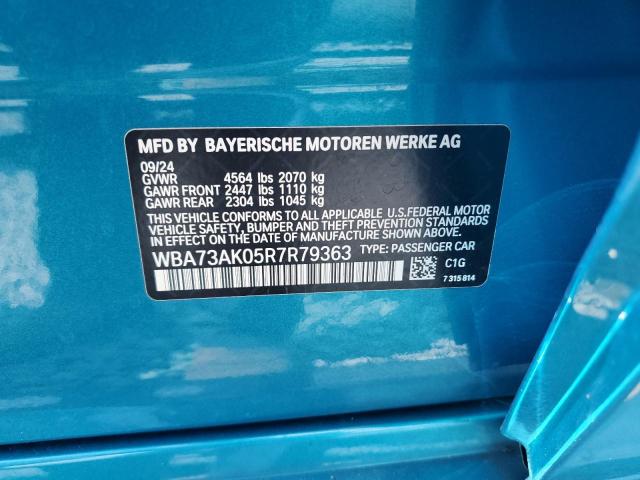 MFD BY BAYERISCHE MOTOREN WERKE AG
09/24
GVWR 4564 lbs 2070 kg
GAWR FRONT 2447 lbs 1110 kg
GAWR REAR 2304 lbs 1045 kg
THIS VEHICLE CONFORMS TO ALL APPLICABLE U.S.FEDERAL MOTOR
VEHICLE SAFETY, BUMPER AND THEFT PREVENTION STANDARDS
IN EFFECT ON THE DATE OF MANUFACTURE SHOWN ABOVE.
WBA73AK05R7R79363 TYPE: PASSENGER CAR
C1G
7 315 814